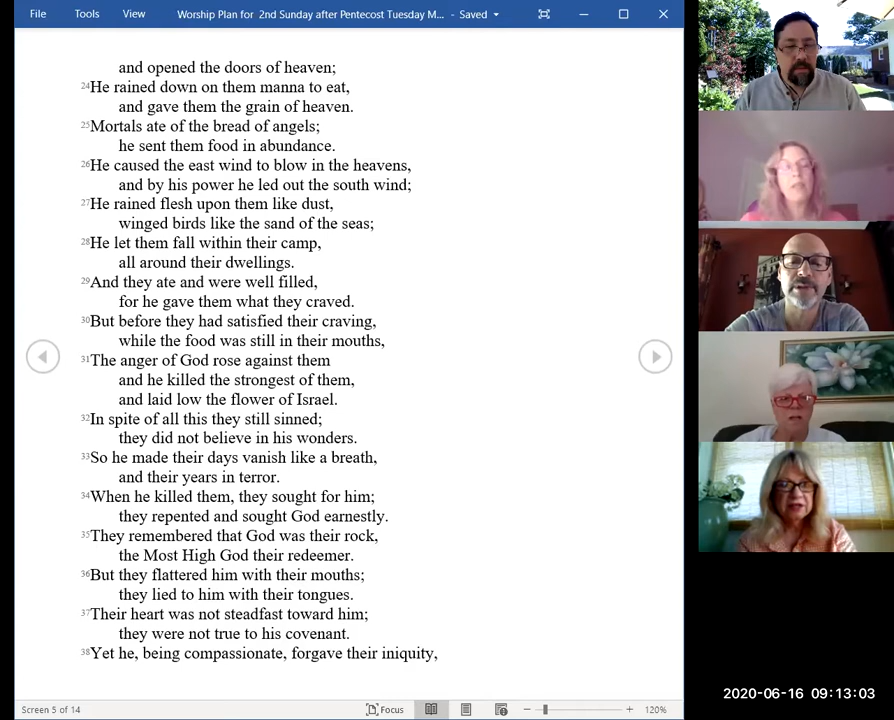 File Tools View Worship Plan for 2nd Sunday after Pentecost Tuesday M... - Saved
and opened the doors of heaven;
24He rained down on them manna to eat,
and gave them the grain of heaven.
25Mortals ate of the bread of angels;
he sent them food in abundance.
26He caused the east wind to blow in the heavens,
and by his power he led out the south wind;
27He rained flesh upon them like dust,
winged birds like the sand of the seas;
28He let them fall within their camp,
all around their dwellings.
29And they ate and were well filled,
for he gave them what they craved.
30But before they had satisfied their craving,
while the food was still in their mouths,
31The anger of God rose against them
and he killed the strongest of them,
and laid low the flower of Israel.
32In spite of all this they still sinned;
they did not believe in his wonders.
33So he made their days vanish like a breath,
and their years in terror.
34When he killed them, they sought for him;
they repented and sought God earnestly.
35They remembered that God was their rock,
the Most High God their redeemer.
36But they flattered him with their mouths;
they lied to him with their tongues.
37Their heart was not steadfast toward him;
they were not true to his covenant.
38Yet he, being compassionate, forgave their iniquity,
2020-06-16 09:13:03
Screen 5 of 14 Focus 120%